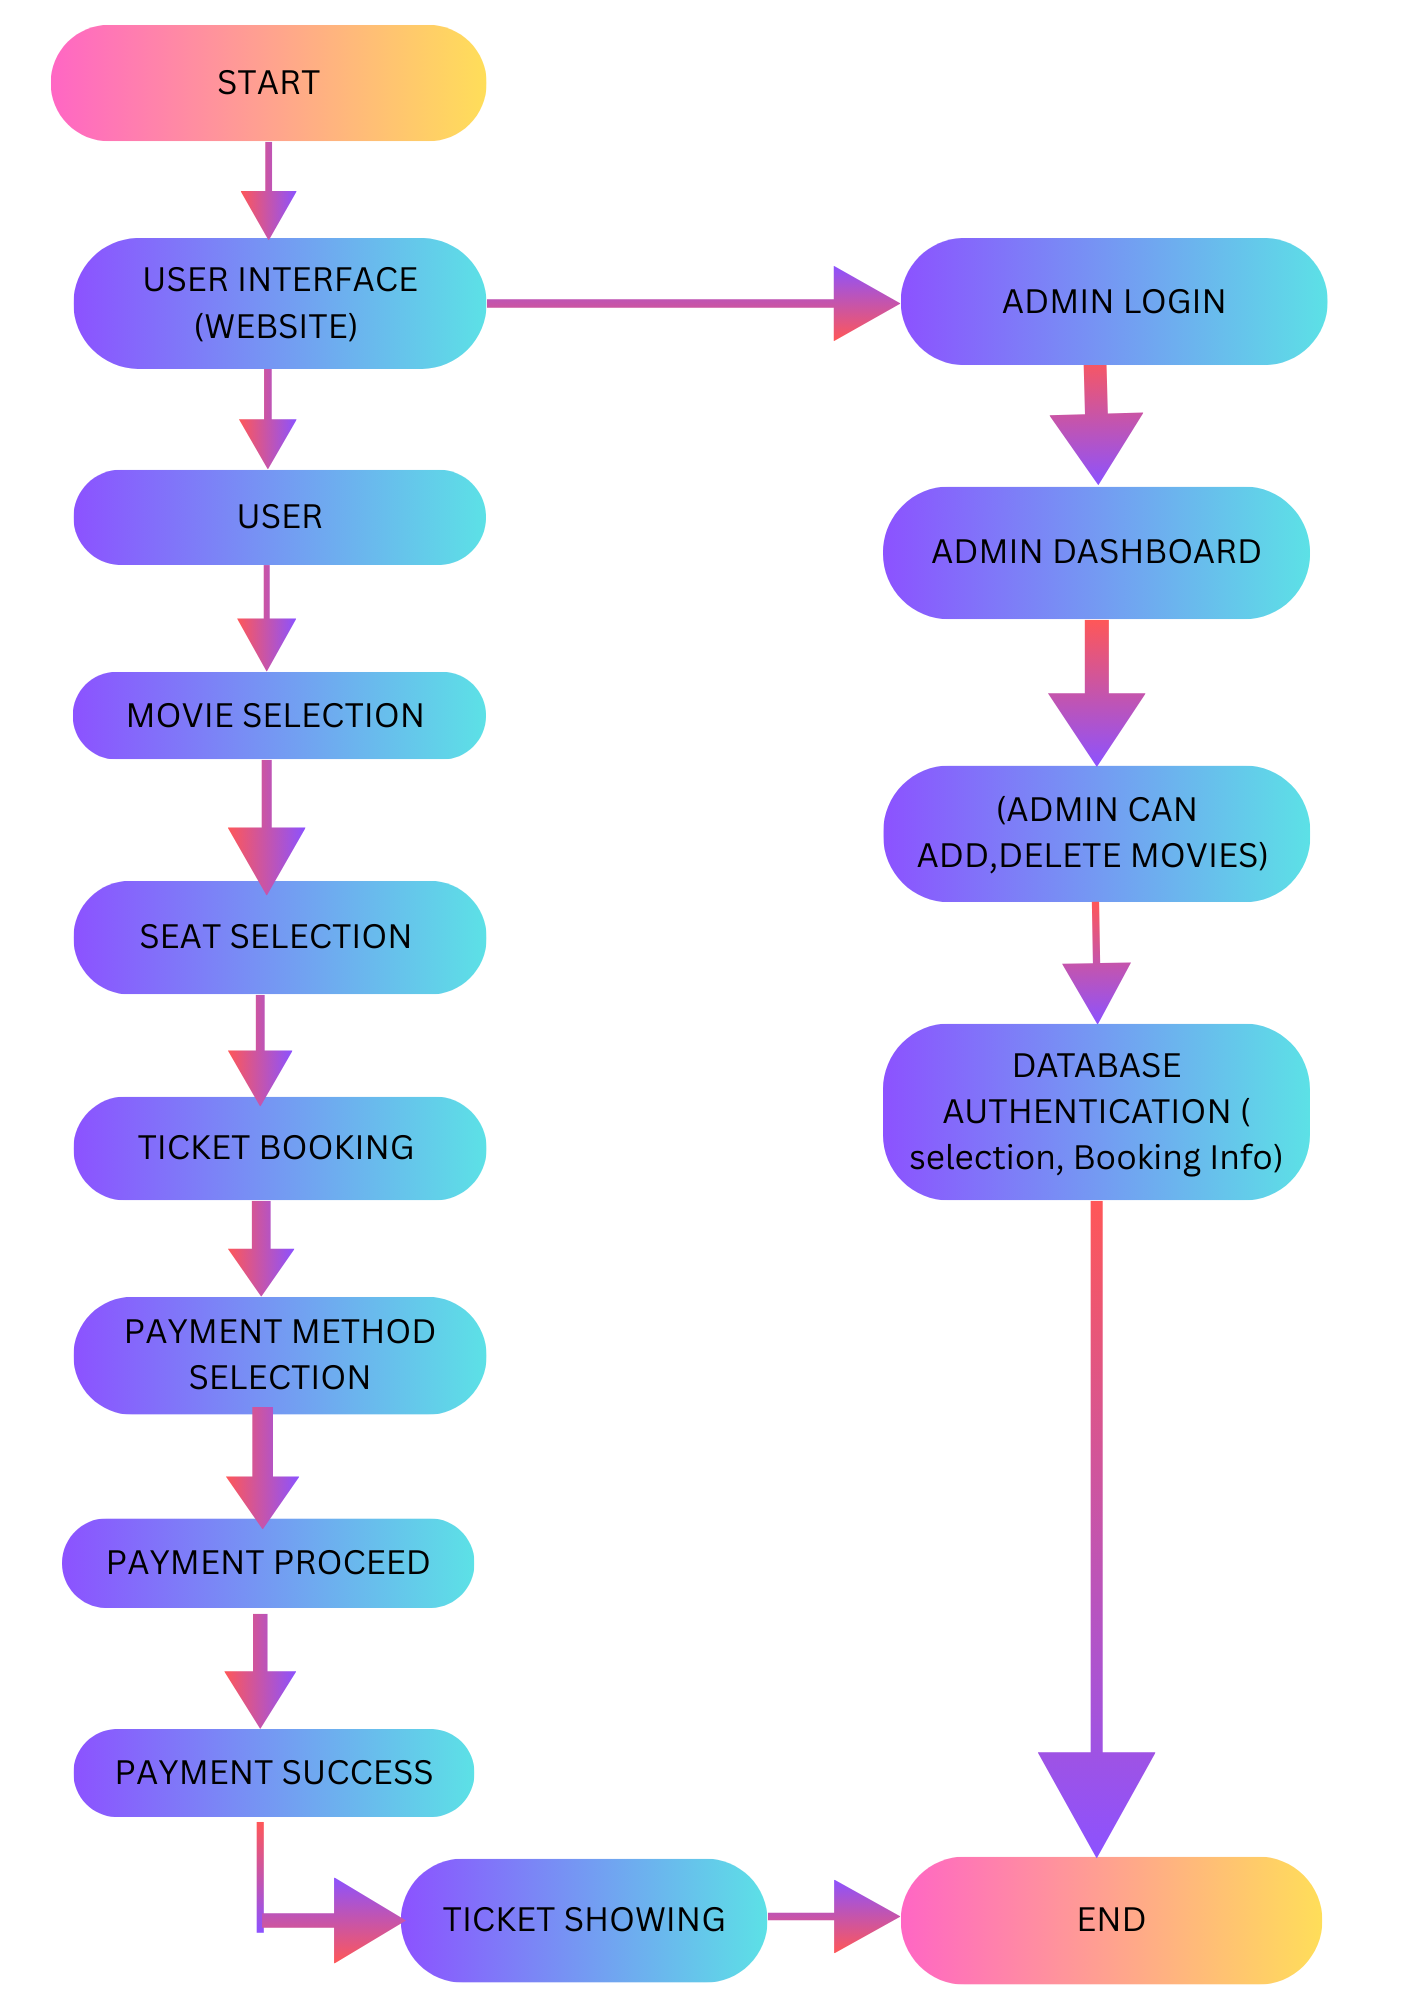 START
USER INTERFACE
(WEBSITE)
ADMIN LOGIN
USER
ADMIN DASHBOARD
MOVIE SELECTION
(ADMIN CAN
ADD,DELETE MOVIES)
SEAT SELECTION
DATABASE
AUTHENTICATION (
selection, Booking Info)
TICKET BOOKING
PAYMENT METHOD
SELECTION
PAYMENT PROCEED
PAYMENT SUCCESS
TICKET SHOWING
END